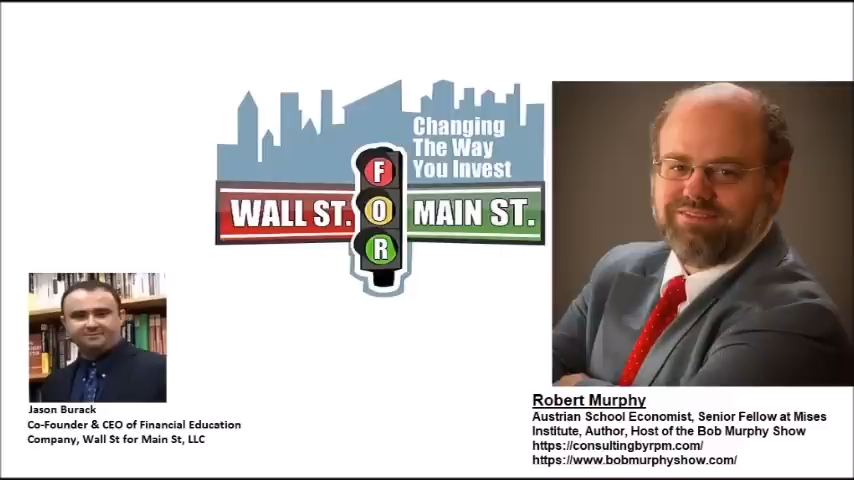 Changing
The Way
You Invest
WALL ST. FOR MAIN ST.
Jason Burack
Co-Founder & CEO of Financial Education
Company, Wall St for Main St, LLC
Robert Murphy
Austrian School Economist, Senior Fellow at Mises
Institute, Author, Host of the Bob Murphy Show
https://consultingbyrpm.com/
https://www.bobmurphyshow.com/